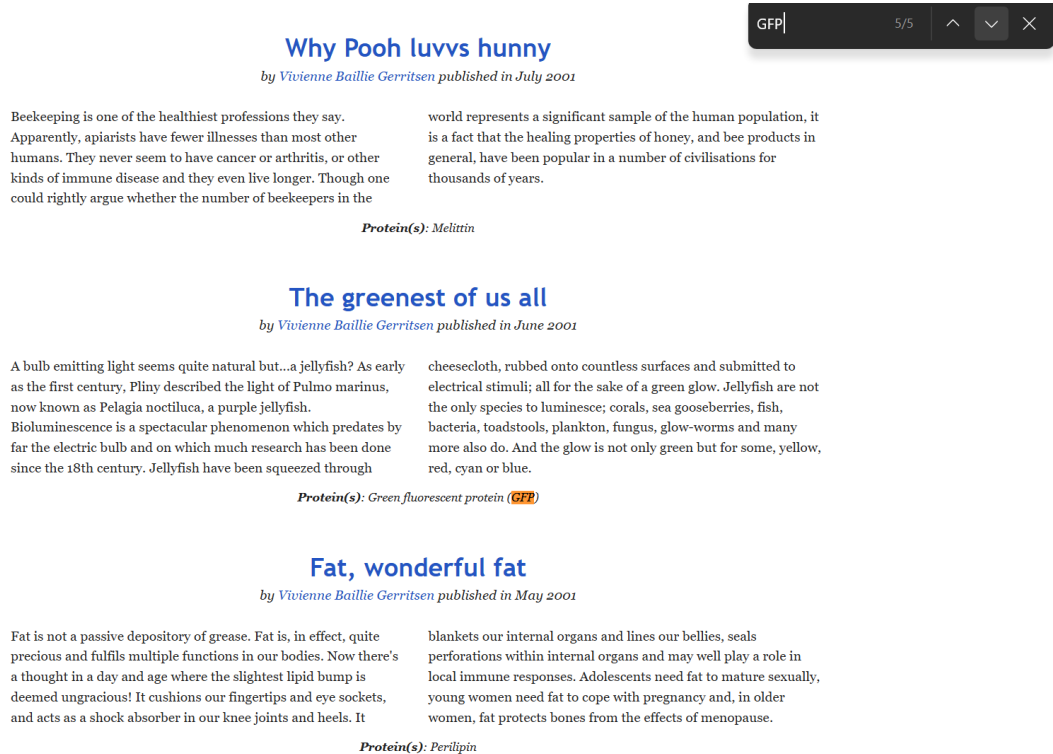 GFP 5/5
Why Pooh luvvs hunny
by Vivienne Baillie Gerritsen published in July 2001
Beekeeping is one of the healthiest professions they say.
Apparently, apiarists have fewer illnesses than most other
humans. They never seem to have cancer or arthritis, or other
kinds of immune disease and they even live longer. Though one
could rightly argue whether the number of beekeepers in the
world represents a significant sample of the human population, it
is a fact that the healing properties of honey, and bee products in
general, have been popular in a number of civilisations for
thousands of years.
Protein(s): Melittin
The greenest of us all
by Vivienne Baillie Gerritsen published in June 2001
A bulb emitting light seems quite natural but...a jellyfish? As early
as the first century, Pliny described the light of Pulmo marinus,
now known as Pelagia noctiluca, a purple jellyfish.
Bioluminescence is a spectacular phenomenon which predates by
far the electric bulb and on which much research has been done
since the 18th century. Jellyfish have been squeezed through
cheesecloth, rubbed onto countless surfaces and submitted to
electrical stimuli; all for the sake of a green glow. Jellyfish are not
the only species to luminesce; corals, sea gooseberries, fish,
bacteria, toadstools, plankton, fungus, glow-worms and many
more also do. And the glow is not only green but for some, yellow,
red, cyan or blue.
Protein(s): Green fluorescent protein (GFP)
Fat, wonderful fat
by Vivienne Baillie Gerritsen published in May 2001
Fat is not a passive depository of grease. Fat is, in effect, quite
precious and fulfils multiple functions in our bodies. Now there's
a thought in a day and age where the slightest lipid bump is
deemed ungracious! It cushions our fingertips and eye sockets,
and acts as a shock absorber in our knee joints and heels. It
blankets our internal organs and lines our bellies, seals
perforations within internal organs and may well play a role in
local immune responses. Adolescents need fat to mature sexually,
young women need fat to cope with pregnancy and, in older
women, fat protects bones from the effects of menopause.
Protein(s): Perilipin